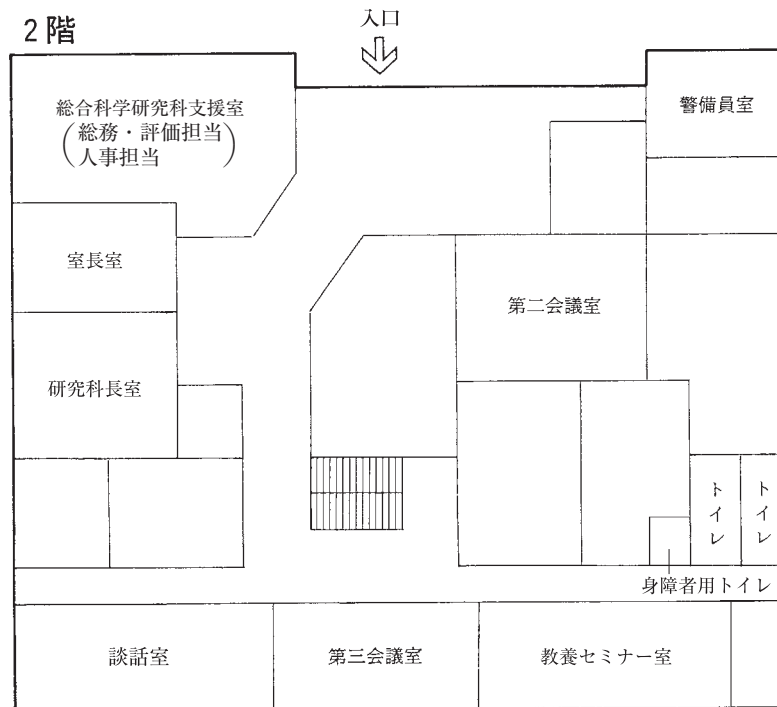 2階
入口
総合科学研究科支援室
(総務・評価担当
人事担当)
警備員室
室長室
第二会議室
研究科長室
トイレ
トイレ
身障者用トイレ
談話室
第三会議室
教養セミナー室